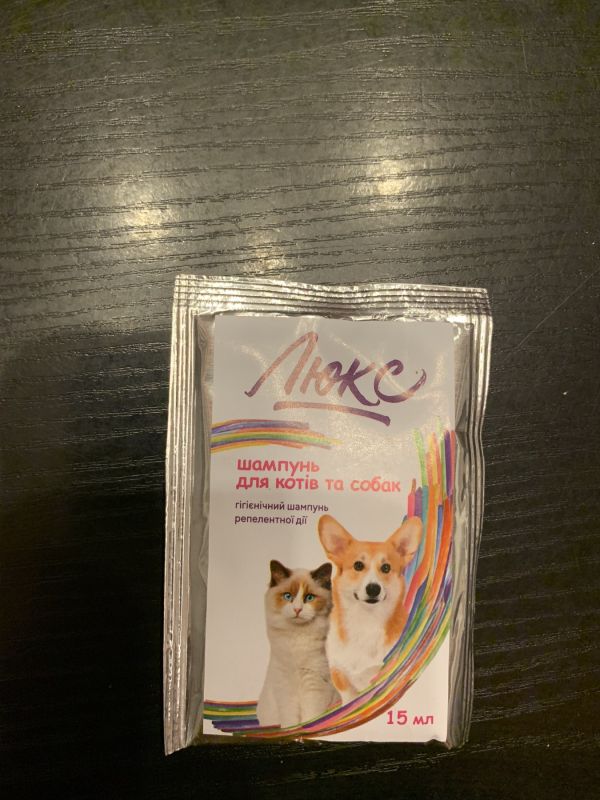 Люкс
шампунь
для котів та собак
гігієнічний шампунь
репелентної дії
15 мл